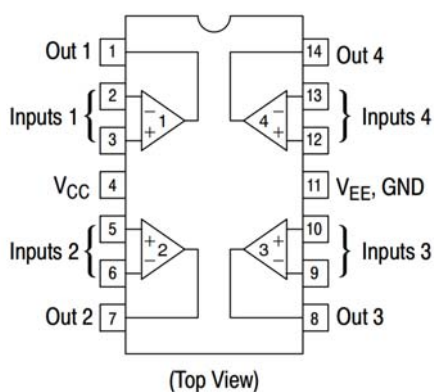 Out 1 1 14 Out 4
2 − 1 − 13
Inputs 1 4 Inputs 4
3 + + 12
VCC 4 11 VEE, GND
5 + + 10
Inputs 2 2 3 Inputs 3
6 − − 9
Out 2 7 8 Out 3
(Top View)